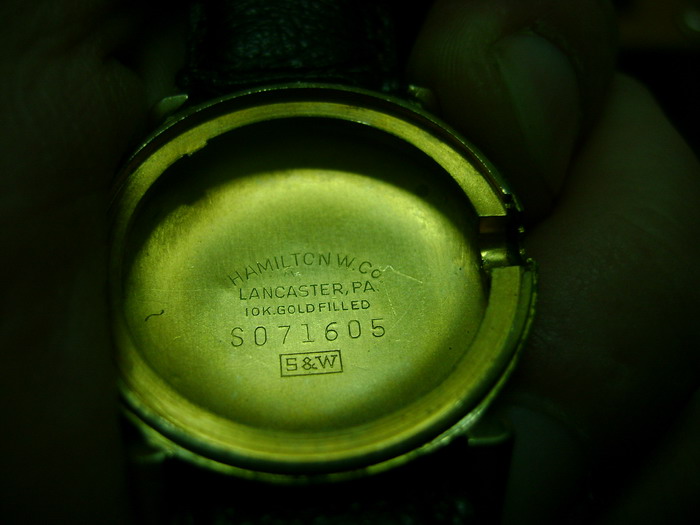 HAMILTON W. Co
LANCASTER, PA.
10K. GOLD FILLED
S071605
S&W